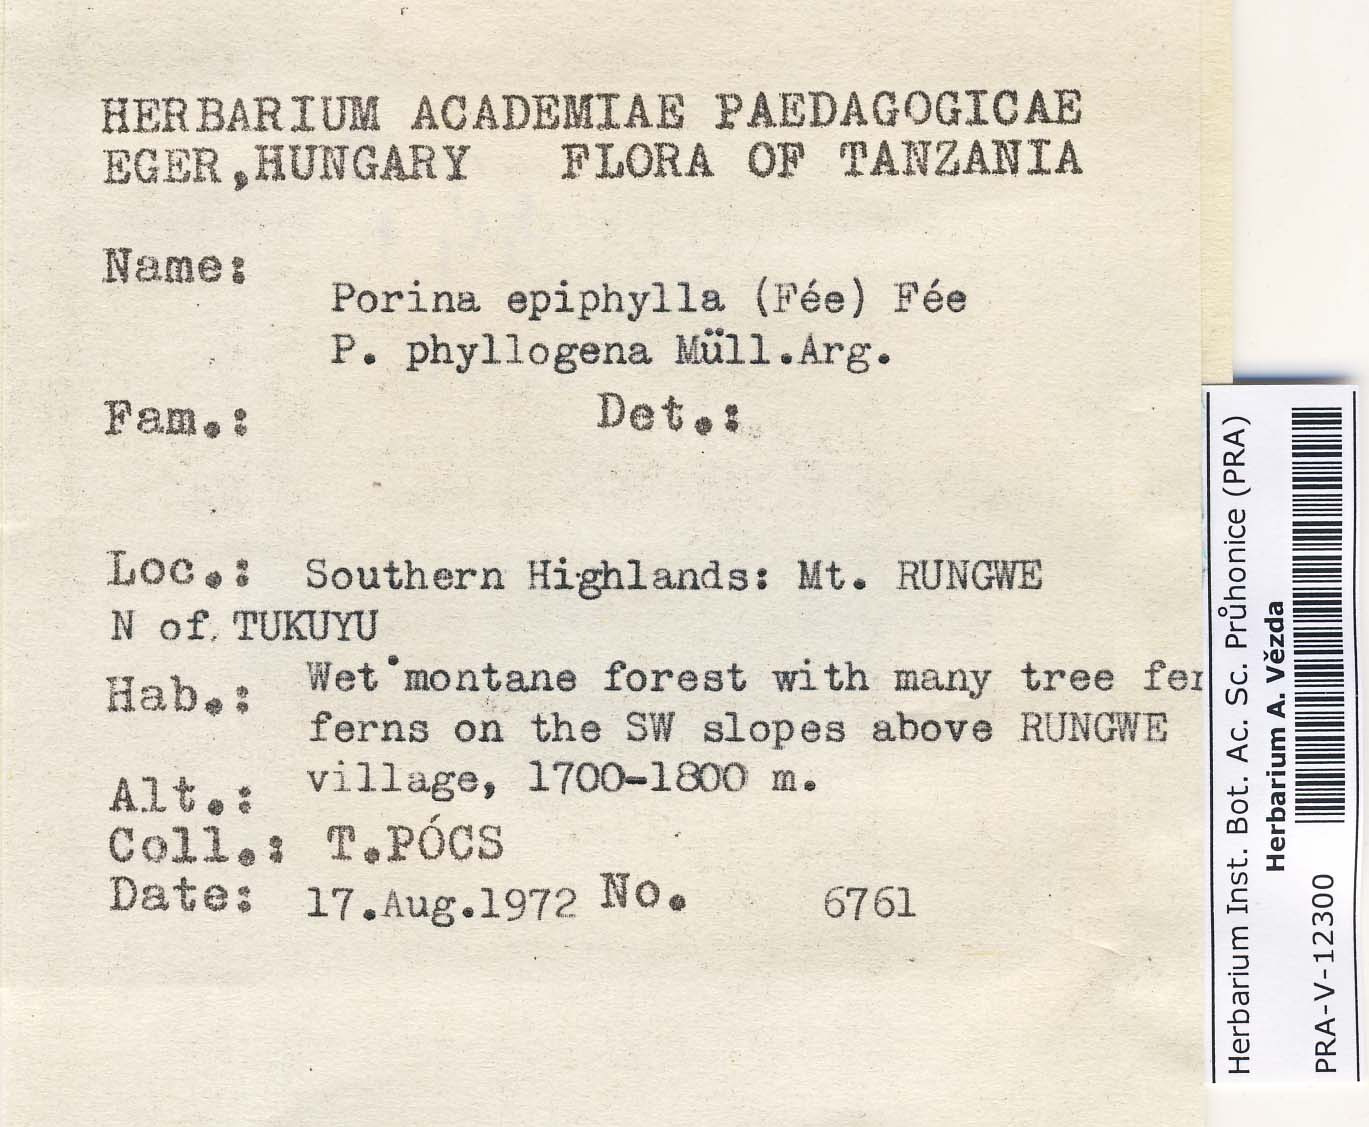 HERBARIUM ACADEMIAE PAEDAGOGICAE
EGER,HUNGARY FLORA OF TANZANIA
Name:
Porina epiphylla (Fée) Fée
P. phyllogena Müll.Arg.
Fam.: Det.:
Loc.: Southern Highlands: Mt. RUNGWE
N of TUKUYU
Hab.: Wet montane forest with many tree fer
ferns on the SW slopes above RUNGWE
village, 1700-1800 m.
Alt.:
Coll.: T.PÓCS
Date: 17.Aug.1972 No. 6761
Herbarium Inst. Bot. Ac. Sc. Průhonice (PRA)
Herbarium A. Vězda
PRA-V-12300